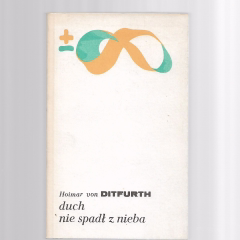 Hoimar von DITFURTH
duch
nie spadł z nieba